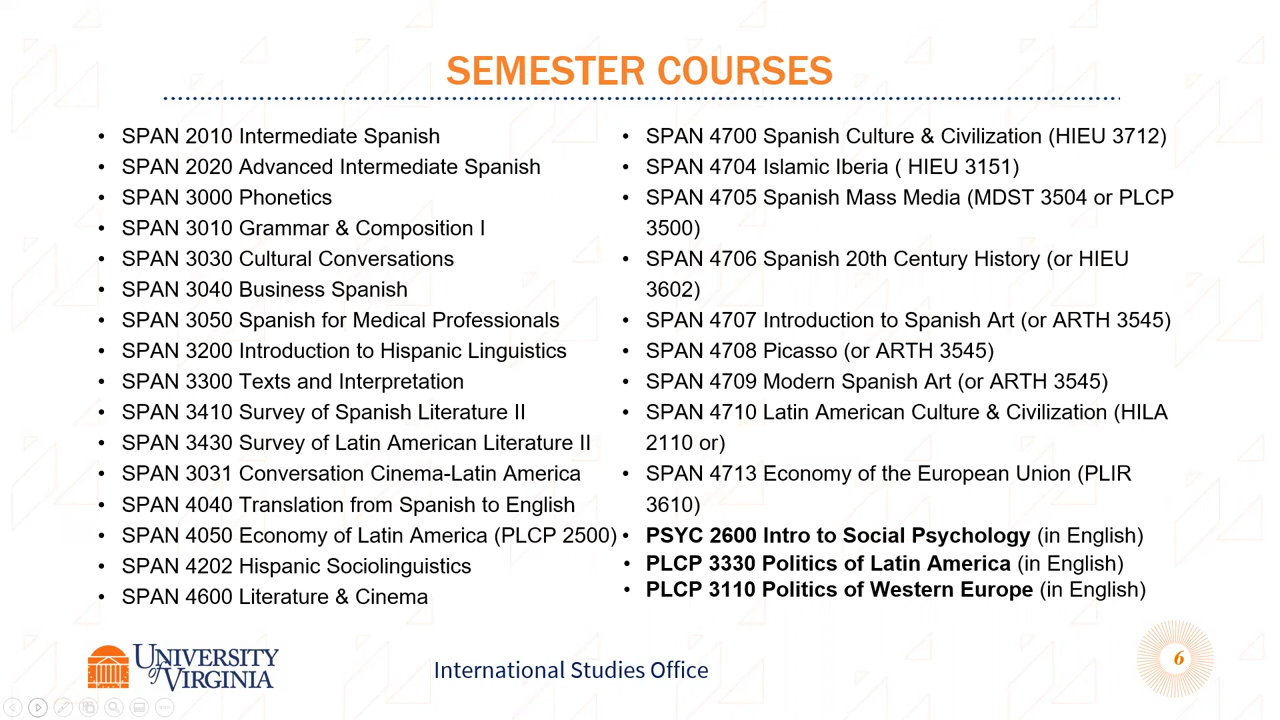 SEMESTER COURSES
• SPAN 2010 Intermediate Spanish
• SPAN 2020 Advanced Intermediate Spanish
• SPAN 3000 Phonetics
• SPAN 3010 Grammar & Composition I
• SPAN 3030 Cultural Conversations
• SPAN 3040 Business Spanish
• SPAN 3050 Spanish for Medical Professionals
• SPAN 3200 Introduction to Hispanic Linguistics
• SPAN 3300 Texts and Interpretation
• SPAN 3410 Survey of Spanish Literature II
• SPAN 3430 Survey of Latin American Literature II
• SPAN 3031 Conversation Cinema-Latin America
• SPAN 4040 Translation from Spanish to English
• SPAN 4050 Economy of Latin America (PLCP 2500)
• SPAN 4202 Hispanic Sociolinguistics
• SPAN 4600 Literature & Cinema
• SPAN 4700 Spanish Culture & Civilization (HIEU 3712)
• SPAN 4704 Islamic Iberia ( HIEU 3151)
• SPAN 4705 Spanish Mass Media (MDST 3504 or PLCP
3500)
• SPAN 4706 Spanish 20th Century History (or HIEU
3602)
• SPAN 4707 Introduction to Spanish Art (or ARTH 3545)
• SPAN 4708 Picasso (or ARTH 3545)
• SPAN 4709 Modern Spanish Art (or ARTH 3545)
• SPAN 4710 Latin American Culture & Civilization (HILA
2110 or)
• SPAN 4713 Economy of the European Union (PLIR
3610)
• PSYC 2600 Intro to Social Psychology (in English)
• PLCP 3330 Politics of Latin America (in English)
• PLCP 3110 Politics of Western Europe (in English)
UNIVERSITY
of VIRGINIA
International Studies Office
6